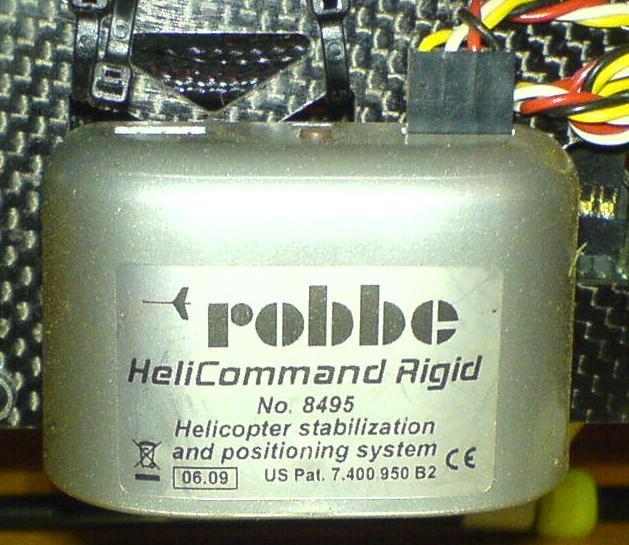 robbe
HeliCommand Rigid
No. 8495
Helicopter stabilization
and positioning system CE
06.09 US Pat. 7.400 950 B2